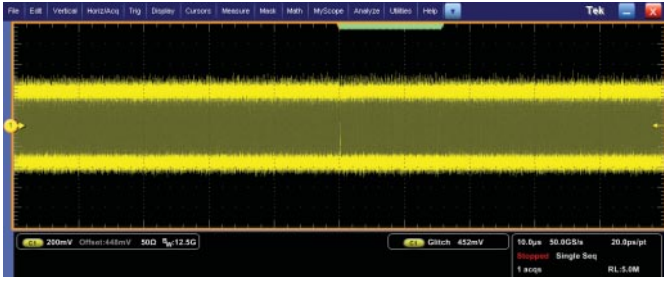 File Edit Vertical Horiz/Acq Trig Display Cursors Measure Mask Math MyScope Analyze Utilities Help Tek X
1
C1 200mV Offset:448mV 50Ω BW:12.5G
C1 Glitch 452mV
10.0µs 50.0GS/s 20.0ps/pt
Stopped Single Seq
1 acqs RL:5.0M